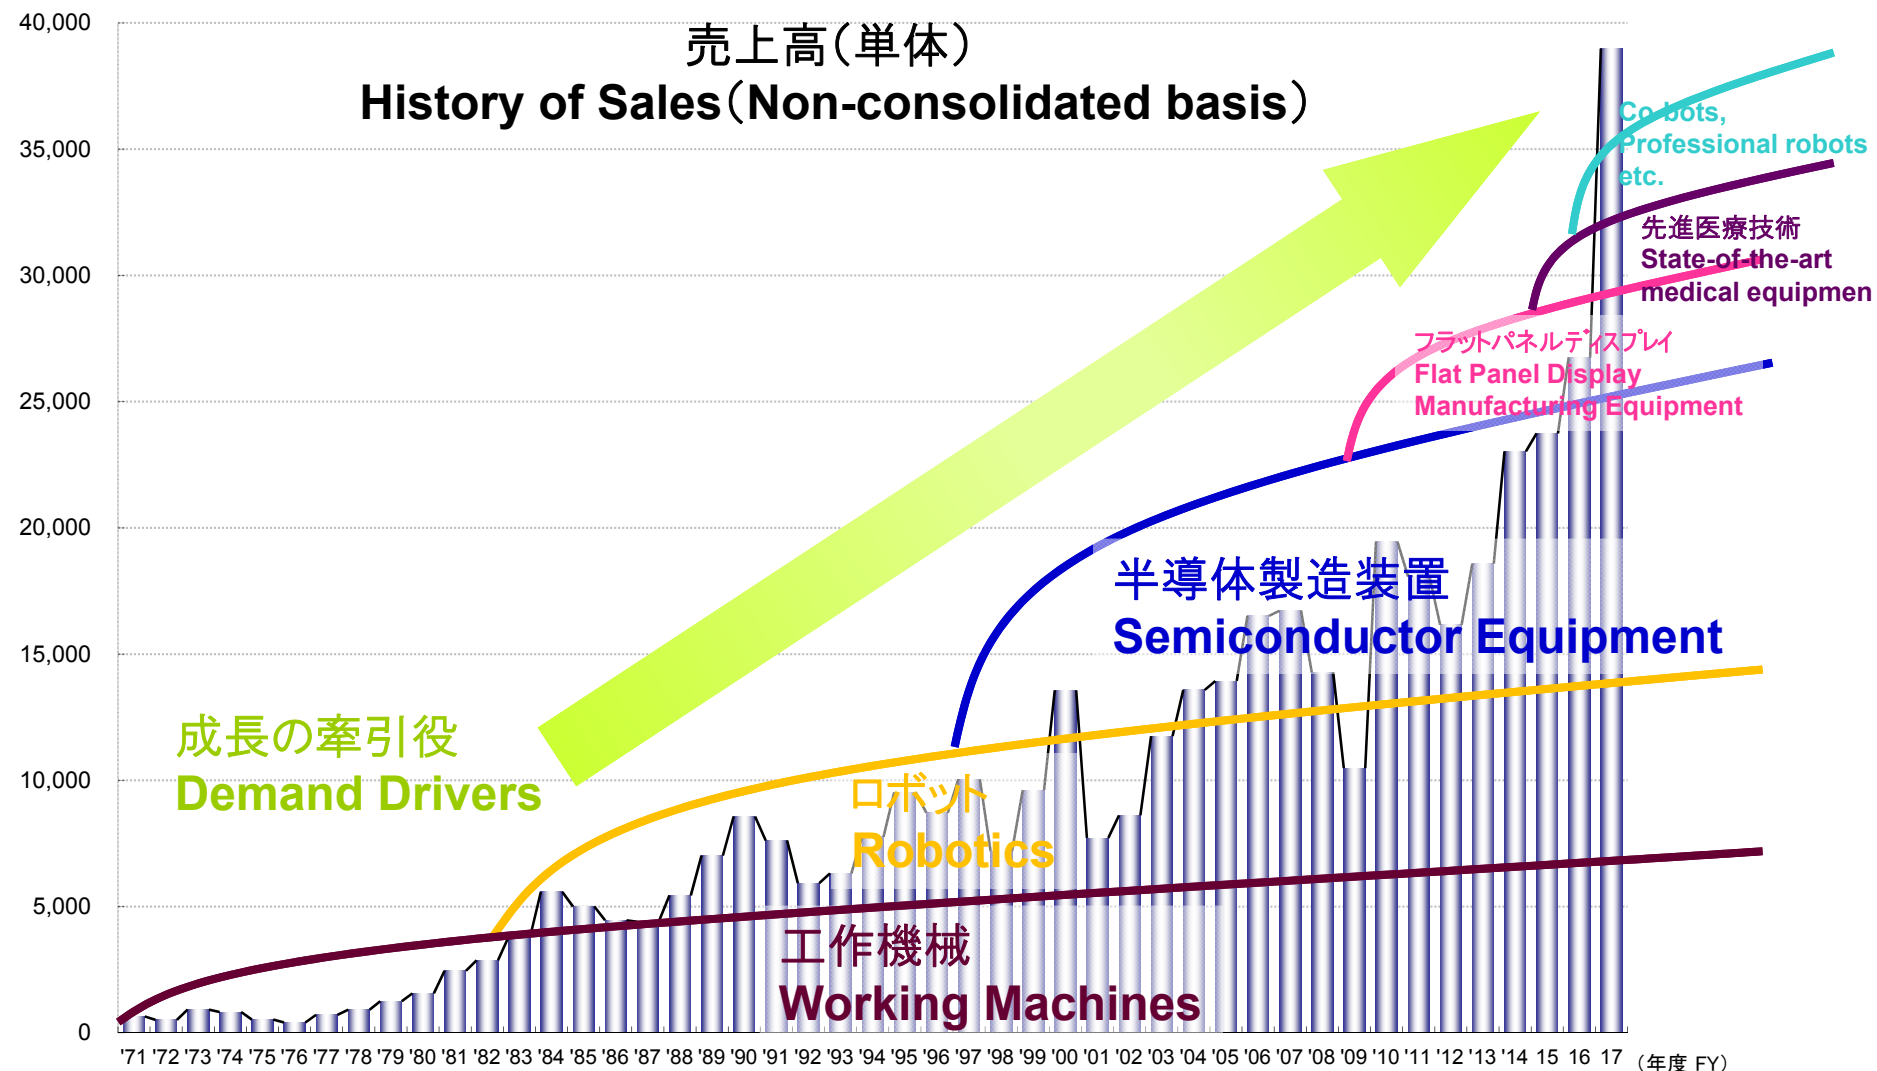 売上高(単体)
History of Sales(Non-consolidated basis)
40,000
35,000
30,000
25,000
20,000
15,000
10,000
5,000
0
Co-bots,
Professional robots
etc.
先進医療技術
State-of-the-art
medical equipmen
フラットパネルディスプレイ
Flat Panel Display
Manufacturing Equipment
半導体製造装置
Semiconductor Equipment
成長の牽引役
Demand Drivers
ロボット
Robotics
工作機械
Working Machines
'71 '72 '73 '74 '75 '76 '77 '78 '79 '80 '81 '82 '83 '84 '85 '86 '87 '88 '89 '90 '91 '92 '93 '94 '95 '96 '97 '98 '99 '00 '01 '02 '03 '04 '05 '06 '07 '08 '09 '10 '11 '12 '13 '14 15 16 17 (年度 FY)